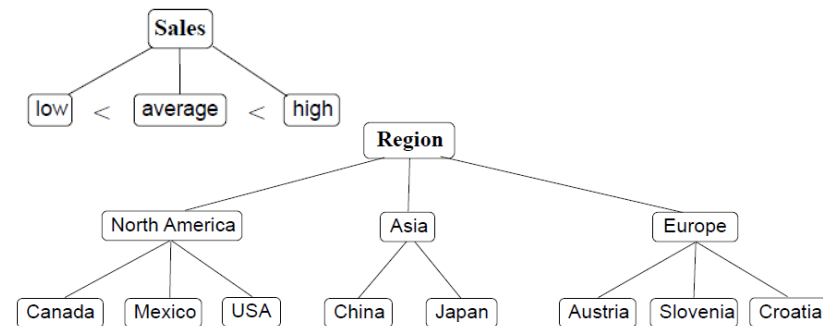 Sales
low < average < high
Region
North America Asia Europe
Canada Mexico USA China Japan Austria Slovenia Croatia